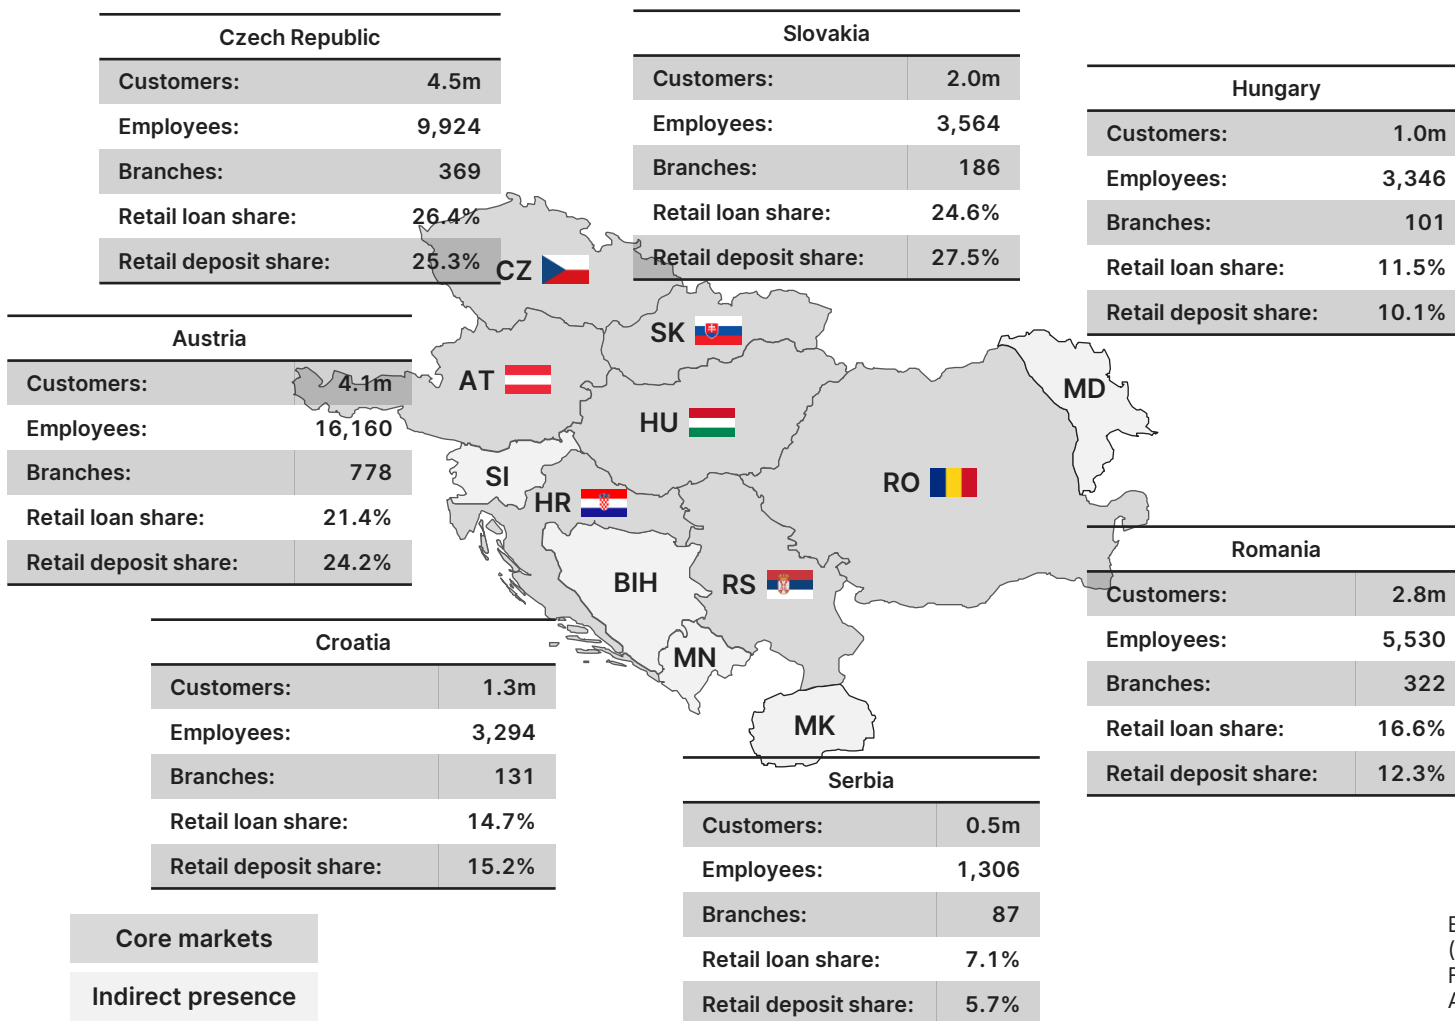 Czech Republic
Customers: 4.5m
Employees: 9,924
Branches: 369
Retail loan share: 26.4%
Retail deposit share: 25.3%
Slovakia
Customers: 2.0m
Employees: 3,564
Branches: 186
Retail loan share: 24.6%
Retail deposit share: 27.5%
Hungary
Customers: 1.0m
Employees: 3,346
Branches: 101
Retail loan share: 11.5%
Retail deposit share: 10.1%
Austria
Customers: 4.1m
Employees: 16,160
Branches: 778
Retail loan share: 21.4%
Retail deposit share: 24.2%
CZ
SK
AT
HU
MD
SI
HR
RO
BIH
RS
MN
MK
Romania
Customers: 2.8m
Employees: 5,530
Branches: 322
Retail loan share: 16.6%
Retail deposit share: 12.3%
Croatia
Customers: 1.3m
Employees: 3,294
Branches: 131
Retail loan share: 14.7%
Retail deposit share: 15.2%
Serbia
Customers: 0.5m
Employees: 1,306
Branches: 87
Retail loan share: 7.1%
Retail deposit share: 5.7%
Core markets
Indirect presence